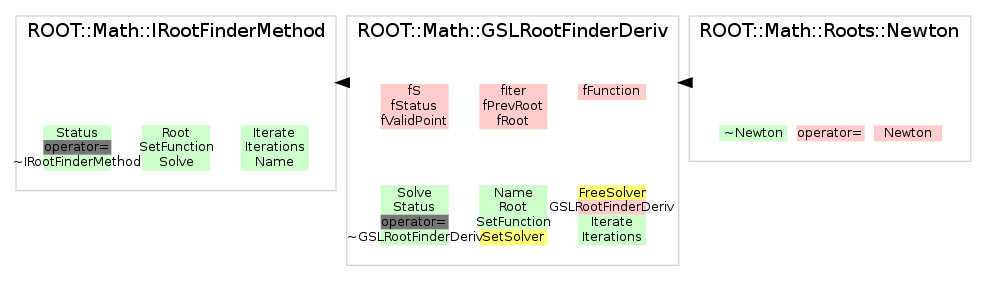 ROOT::Math::IRootFinderMethod
Status Root Iterate
operator= SetFunction Iterations
~IRootFinderMethod Solve Name
ROOT::Math::GSLRootFinderDeriv
fS fIter fFunction
fStatus fPrevRoot
fValidPoint fRoot
Solve Name FreeSolver
Status Root GSLRootFinderDeriv
operator= SetFunction Iterate
~GSLRootFinderDeriv SetSolver Iterations
ROOT::Math::Roots::Newton
~Newton operator= Newton